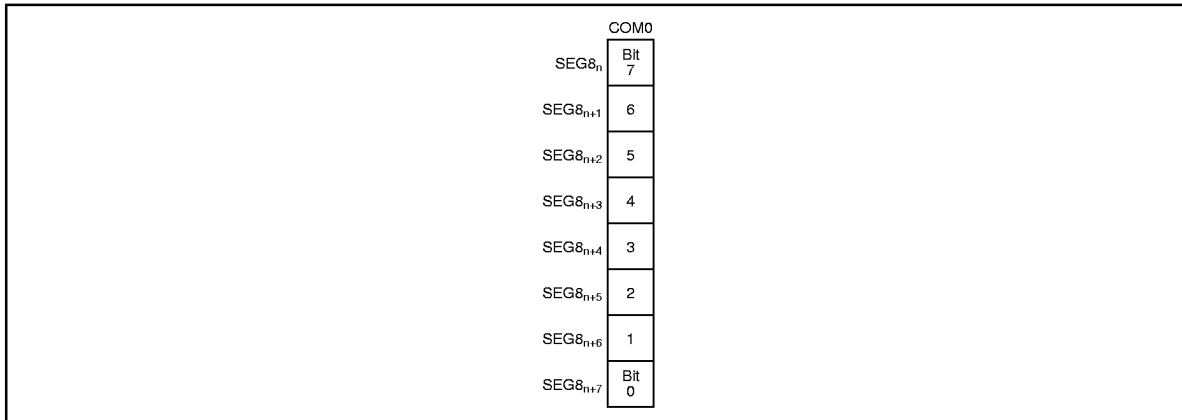 COM0
SEG8n Bit 7
SEG8n+1 6
SEG8n+2 5
SEG8n+3 4
SEG8n+4 3
SEG8n+5 2
SEG8n+6 1
SEG8n+7 Bit 0